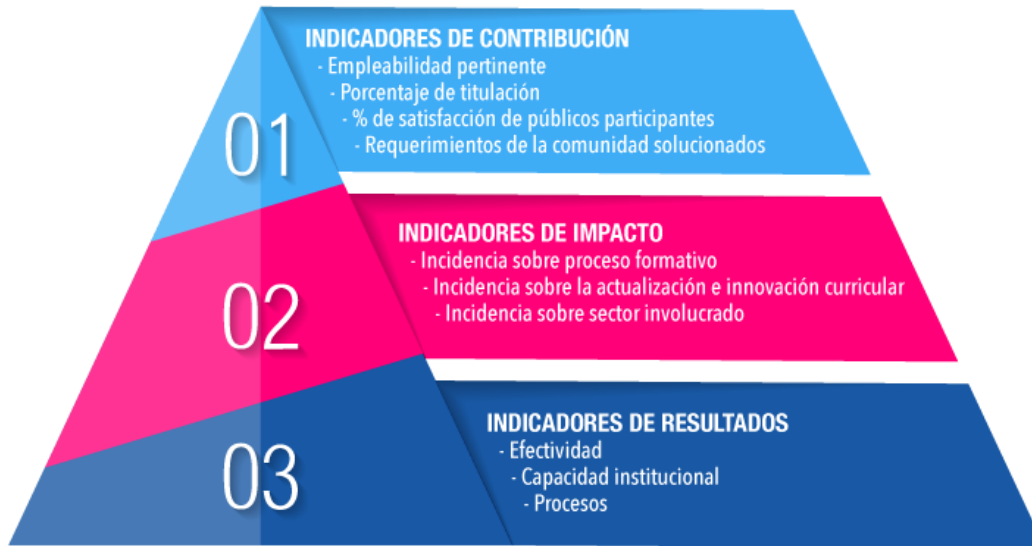 01
INDICADORES DE CONTRIBUCIÓN
- Empleabilidad pertinente
- Porcentaje de titulación
- % de satisfacción de públicos participantes
- Requerimientos de la comunidad solucionados
02
INDICADORES DE IMPACTO
- Incidencia sobre proceso formativo
- Incidencia sobre la actualización e innovación curricular
- Incidencia sobre sector involucrado
03
INDICADORES DE RESULTADOS
- Efectividad
- Capacidad institucional
- Procesos